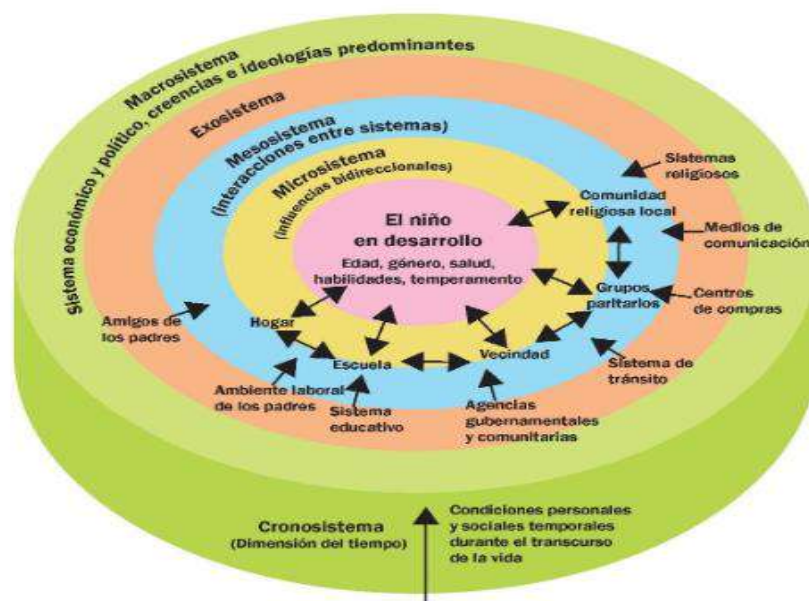 Macrosistema
Sistema económico y político, creencias e ideologías predominantes
Exosistema
Mesosistema
(interacciones entre sistemas)
Microsistema
(influencias bidireccionales)
El niño
en desarrollo
Edad, género, salud,
habilidades, temperamento
Sistemas
religiosos
Comunidad
religiosa local
Medios de
comunicación
Grupos
paritarios
Centros
de compras
Amigos de
los padres
Hogar
Escuela
Vecindad
Sistema de
tránsito
Ambiente laboral
de los padres
Sistema
educativo
Agencias
gubernamentales
y comunitarias
Cronosistema
(Dimensión del tiempo)
Condiciones personales
y sociales temporales
durante el transcurso
de la vida